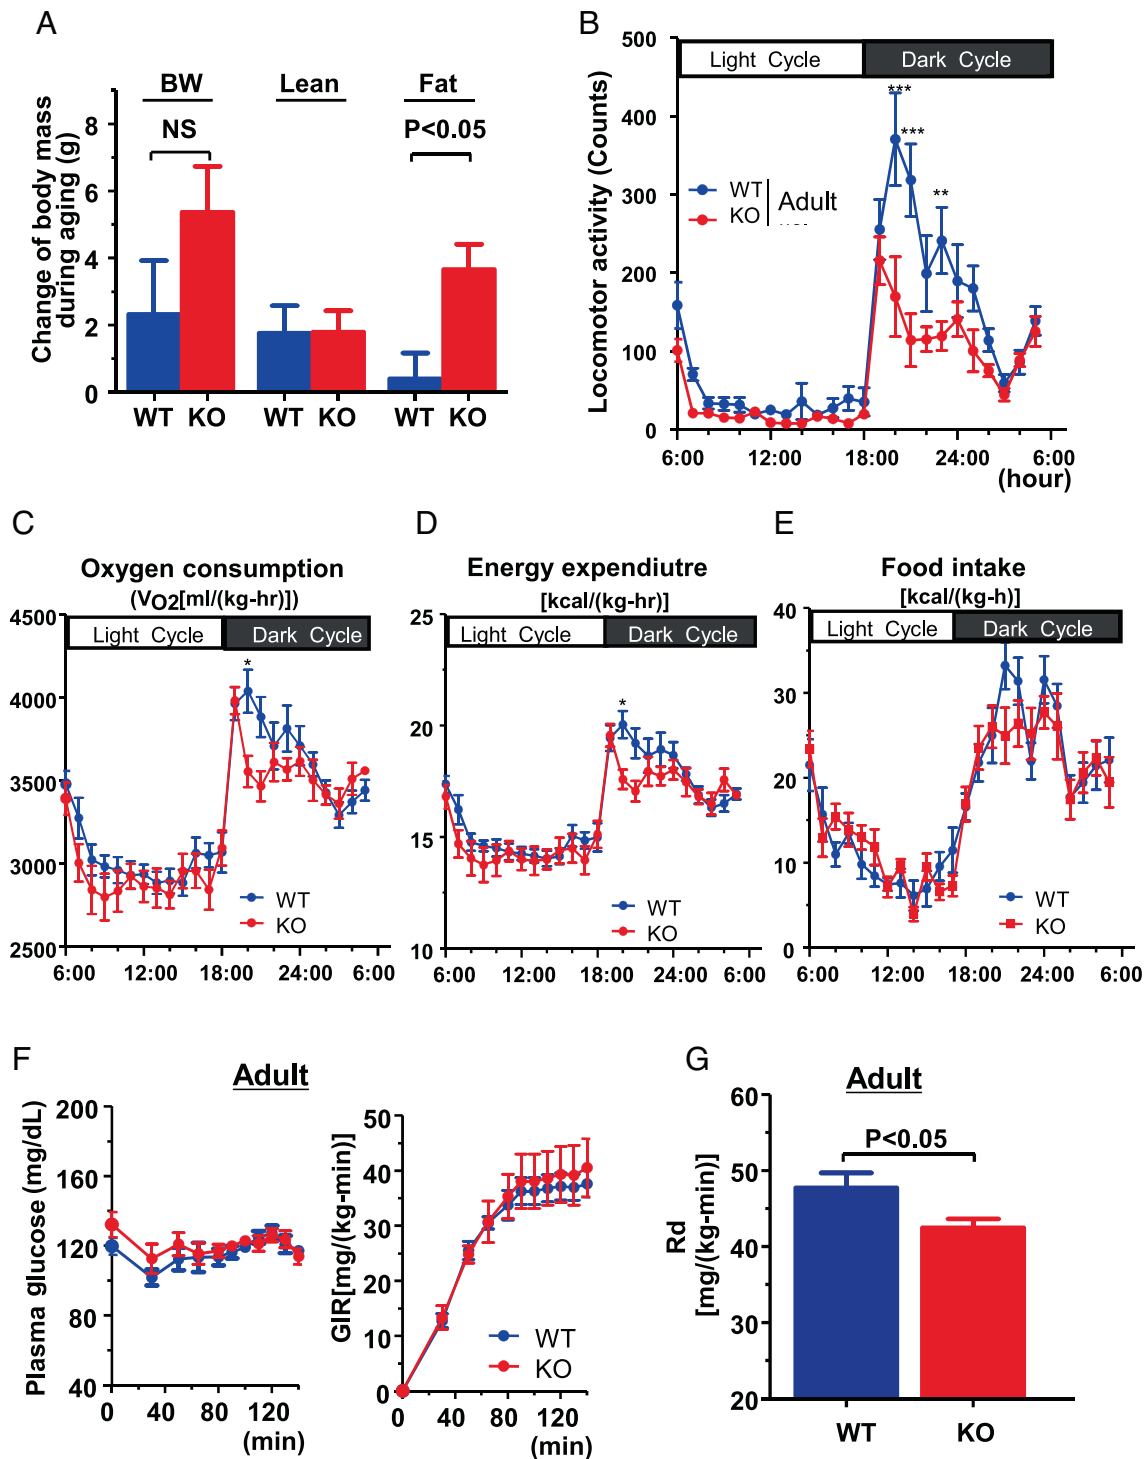 A
BW Lean Fat
NS P<0.05
Change of body mass
during aging (g)
8
6
4
2
0
WT KO WT KO WT KO
B
500
400
300
200
100
0
Locomotor activity (Counts)
Light Cycle Dark Cycle
***
***
**
WT
KO
Adult
6:00 12:00 18:00 24:00 6:00
(hour)
C
Oxygen consumption
(VO2[ml/(kg-hr)])
4500
4000
3500
3000
2500
Light Cycle Dark Cycle
*
WT
KO
6:00 12:00 18:00 24:00 6:00
D
Energy expendiutre
[kcal/(kg-hr)]
25
20
15
10
Light Cycle Dark Cycle
*
WT
KO
6:00 12:00 18:00 24:00 6:00
E
Food intake
[kcal/(kg-h)]
40
30
20
10
0
Light Cycle Dark Cycle
WT
KO
6:00 12:00 18:00 24:00 6:00
F
Adult
Plasma glucose (mg/dL)
200
160
120
80
40
0 40 80 120
(min)
GIR[mg/(kg-min)]
50
40
30
20
10
0
WT
KO
0 40 80 120
(min)
G
Adult
P<0.05
Rd
[mg/(kg-min)]
60
50
40
30
20
WT KO